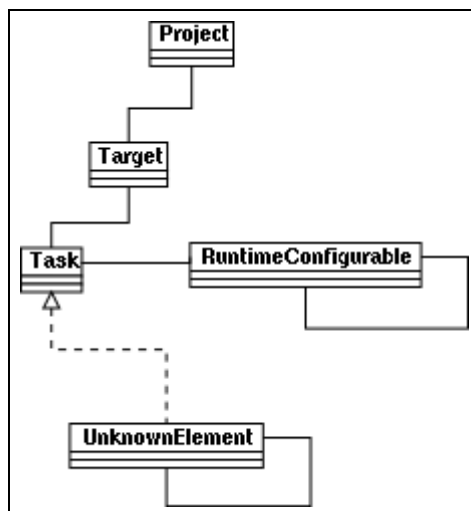 Project
Target
Task
RuntimeConfigurable
UnknownElement